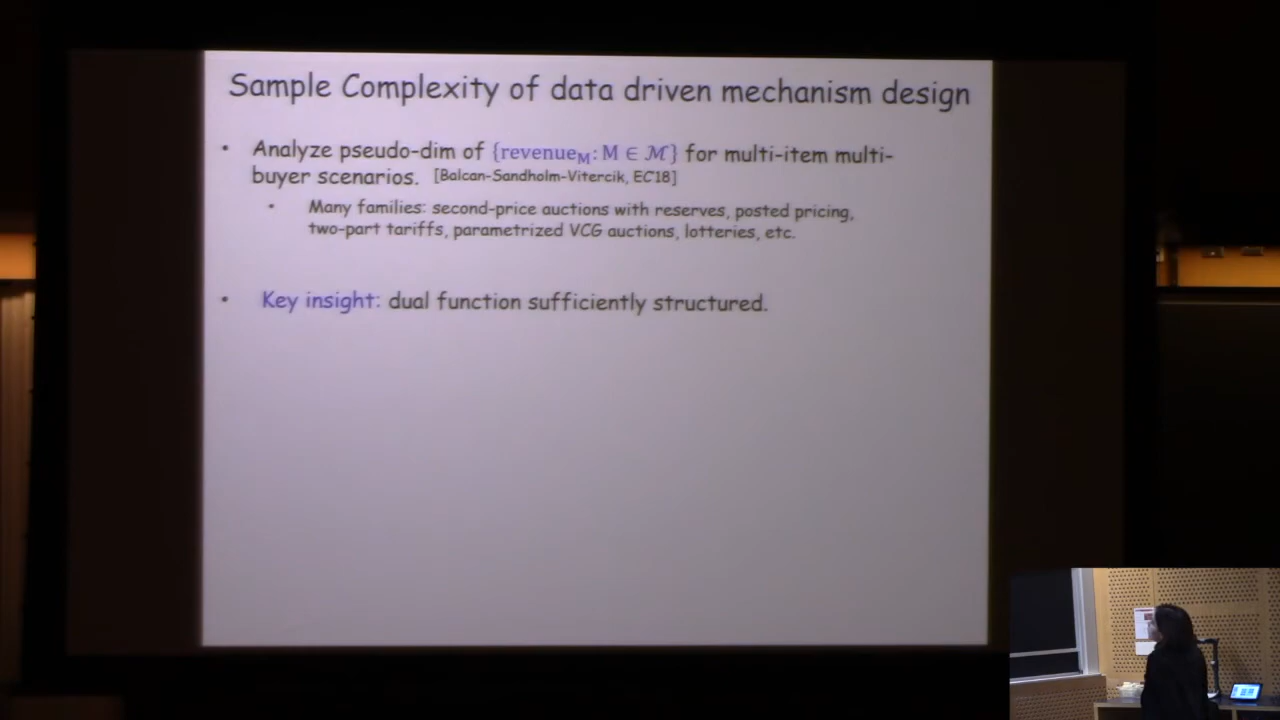 Sample Complexity of data driven mechanism design
• Analyze pseudo-dim of {revenue_M: M ∈ ℳ} for multi-item multi-
buyer scenarios. [Balcan-Sandholm-Vitercik, EC18]
• Many families: second-price auctions with reserves, posted pricing,
two-part tariffs, parametrized VCG auctions, lotteries, etc.
• Key insight: dual function sufficiently structured.